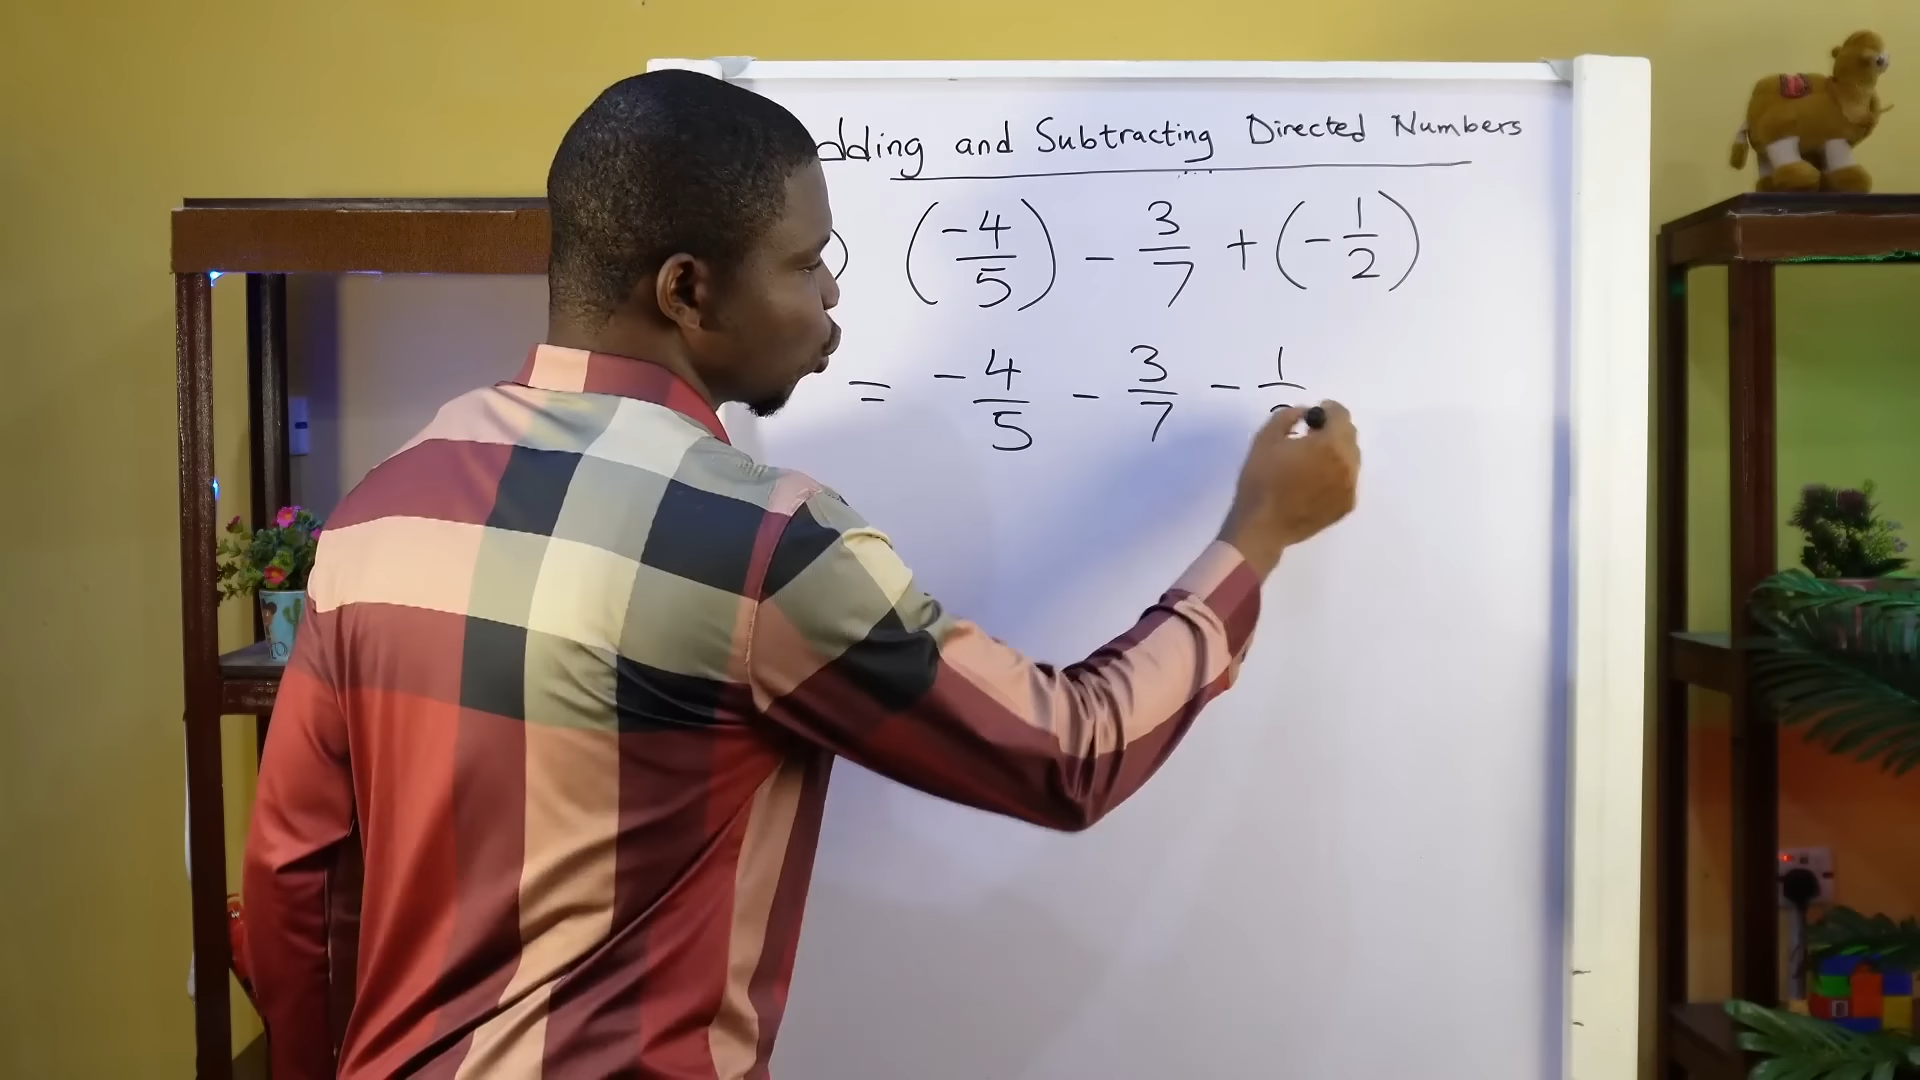 dding and Subtracting Directed Numbers
) (-4/5) - 3/7 + (-1/2)
= -4/5 - 3/7 - 1